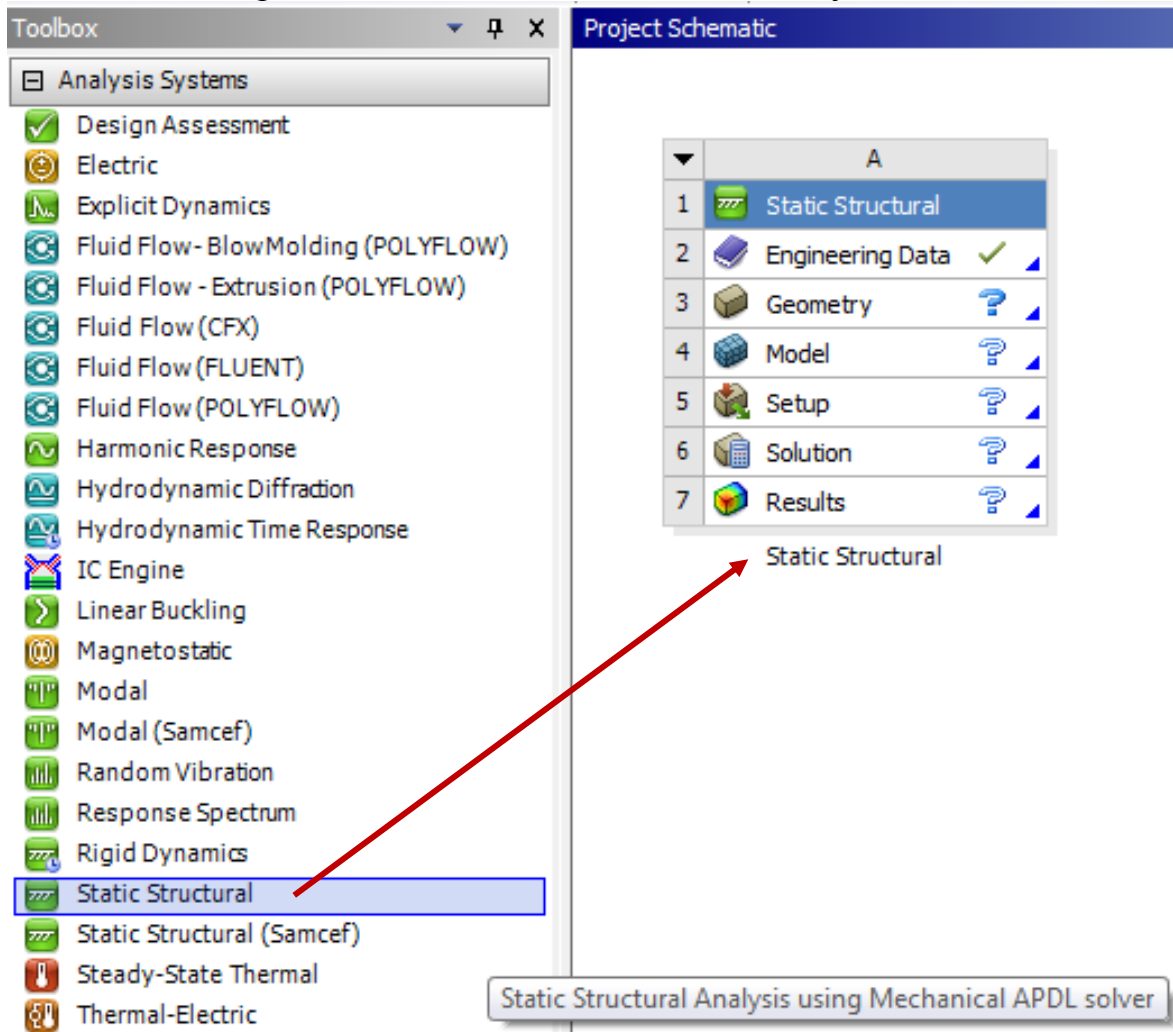 Toolbox
Analysis Systems
Design Assessment
Electric
Explicit Dynamics
Fluid Flow- BlowMolding (POLYFLOW)
Fluid Flow - Extrusion (POLYFLOW)
Fluid Flow (CFX)
Fluid Flow (FLUENT)
Fluid Flow (POLYFLOW)
Harmonic Response
Hydrodynamic Diffraction
Hydrodynamic Time Response
IC Engine
Linear Buckling
Magnetostatic
Modal
Modal (Samcef)
Random Vibration
Response Spectrum
Rigid Dynamics
Static Structural
Static Structural (Samcef)
Steady-State Thermal
Thermal-Electric
Project Schematic
A
1 Static Structural
2 Engineering Data
3 Geometry
4 Model
5 Setup
6 Solution
7 Results
Static Structural
Static Structural Analysis using Mechanical APDL solver